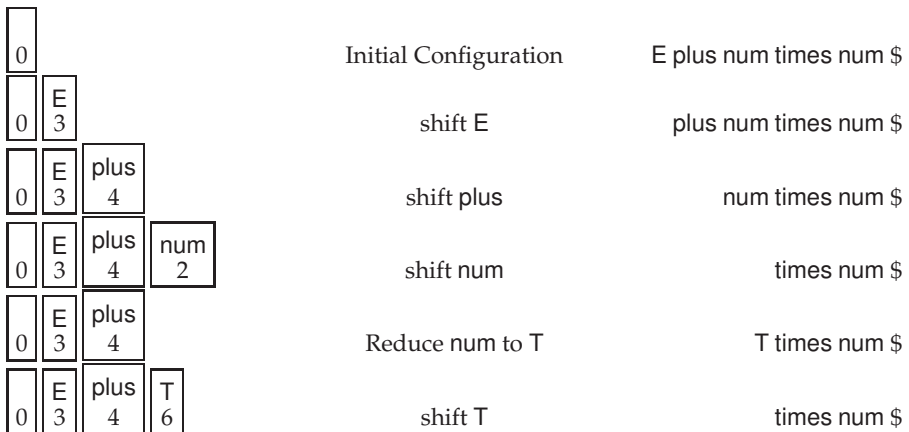 0 Initial Configuration E plus num times num $
0 E 3 shift E plus num times num $
0 E 3 plus 4 shift plus num times num $
0 E 3 plus 4 num 2 shift num times num $
0 E 3 plus 4 Reduce num to T T times num $
0 E 3 plus 4 T 6 shift T times num $